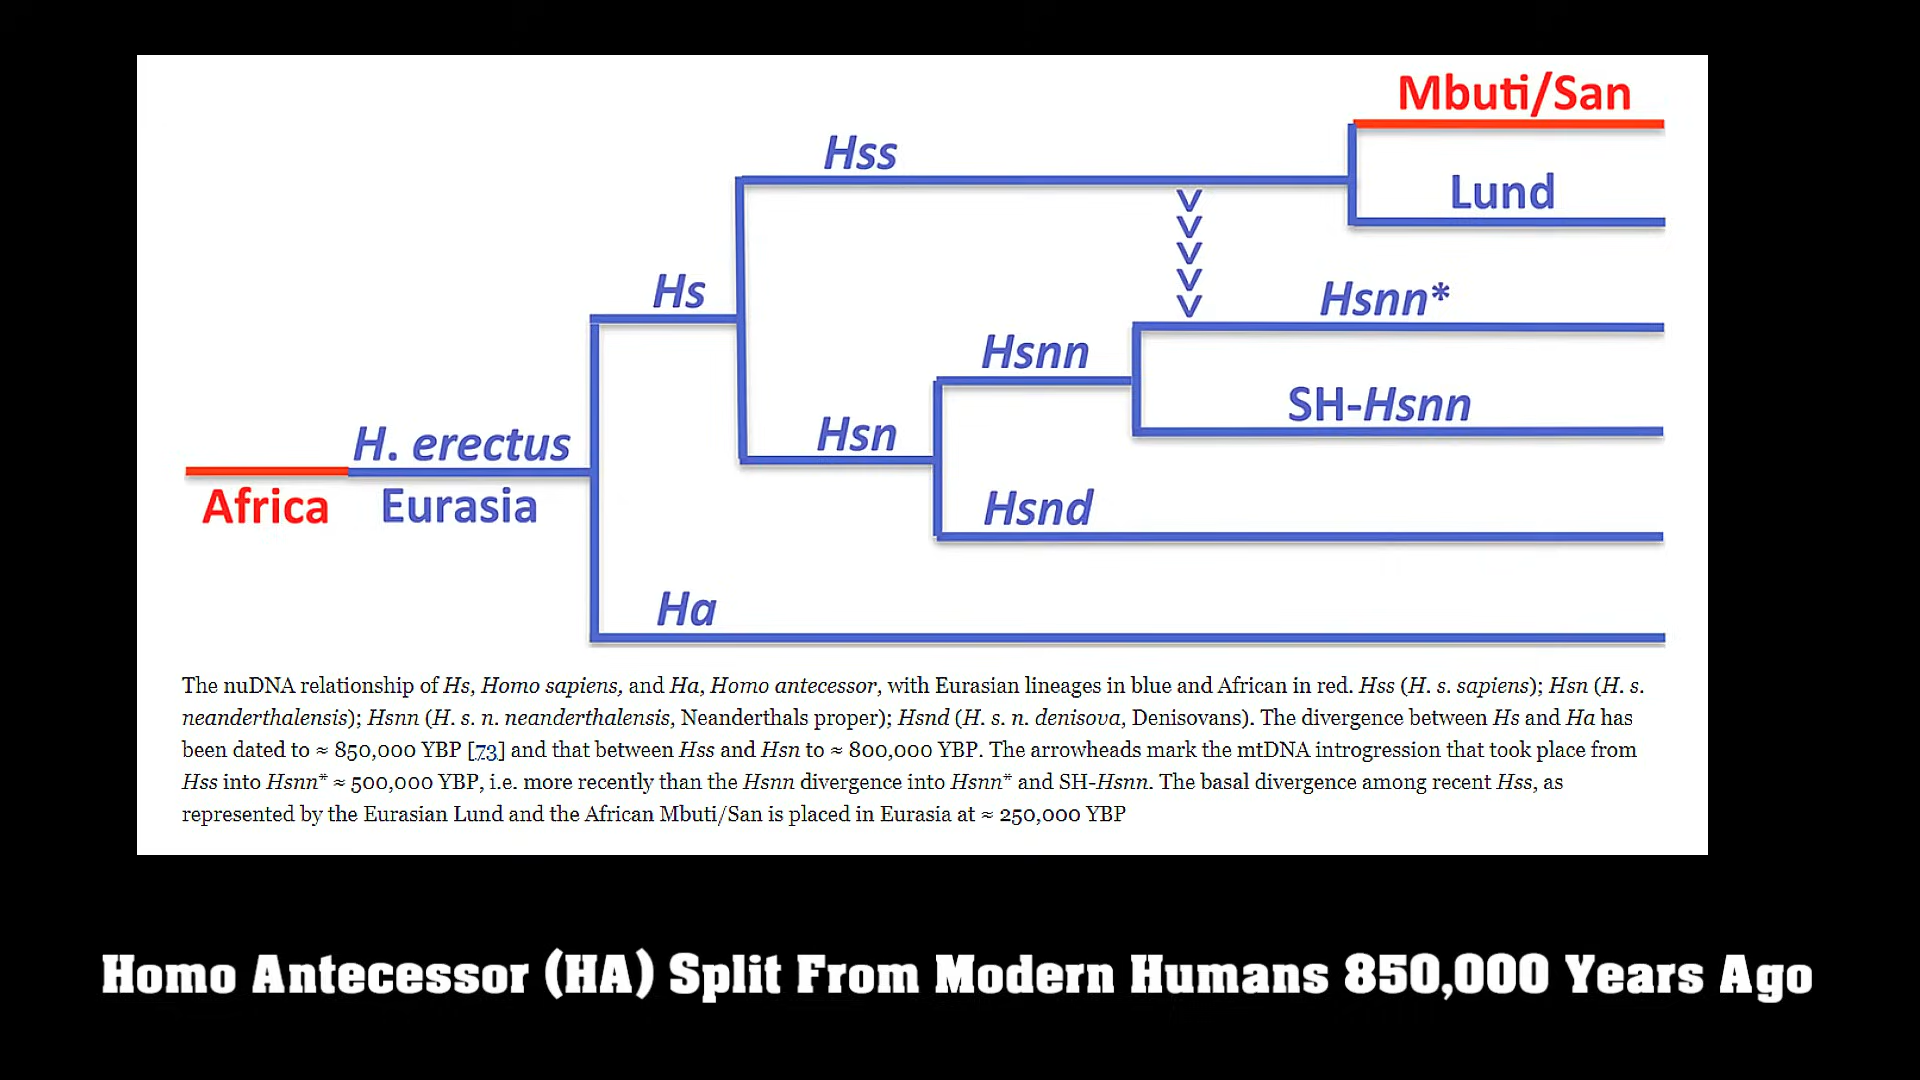 Mbuti/San
Hss
Lund
Hs
Hsnn*
Hsnn
SH-Hsnn
Hsn
H. erectus
Africa
Eurasia
Hsnd
Ha
The nuDNA relationship of Hs, Homo sapiens, and Ha, Homo antecessor, with Eurasian lineages in blue and African in red. Hss (H. s. sapiens); Hsn (H. s.
neanderthalensis); Hsnn (H. s. n. neanderthalensis, Neanderthals proper); Hsnd (H. s. n. denisova, Denisovans). The divergence between Hs and Ha has
been dated to ≈ 850,000 YBP [73] and that between Hss and Hsn to ≈ 800,000 YBP. The arrowheads mark the mtDNA introgression that took place from
Hss into Hsnn* ≈ 500,000 YBP, i.e. more recently than the Hsnn divergence into Hsnn* and SH-Hsnn. The basal divergence among recent Hss, as
represented by the Eurasian Lund and the African Mbuti/San is placed in Eurasia at ≈ 250,000 YBP
Homo Antecessor (HA) Split From Modern Humans 850,000 Years Ago